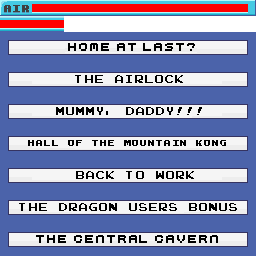 AIR
HOME AT LAST?
THE AIRLOCK
MUMMY, DADDY!!!
HALL OF THE MOUNTAIN KONG
BACK TO WORK
THE DRAGON USERS BONUS
THE CENTRAL CAVERN